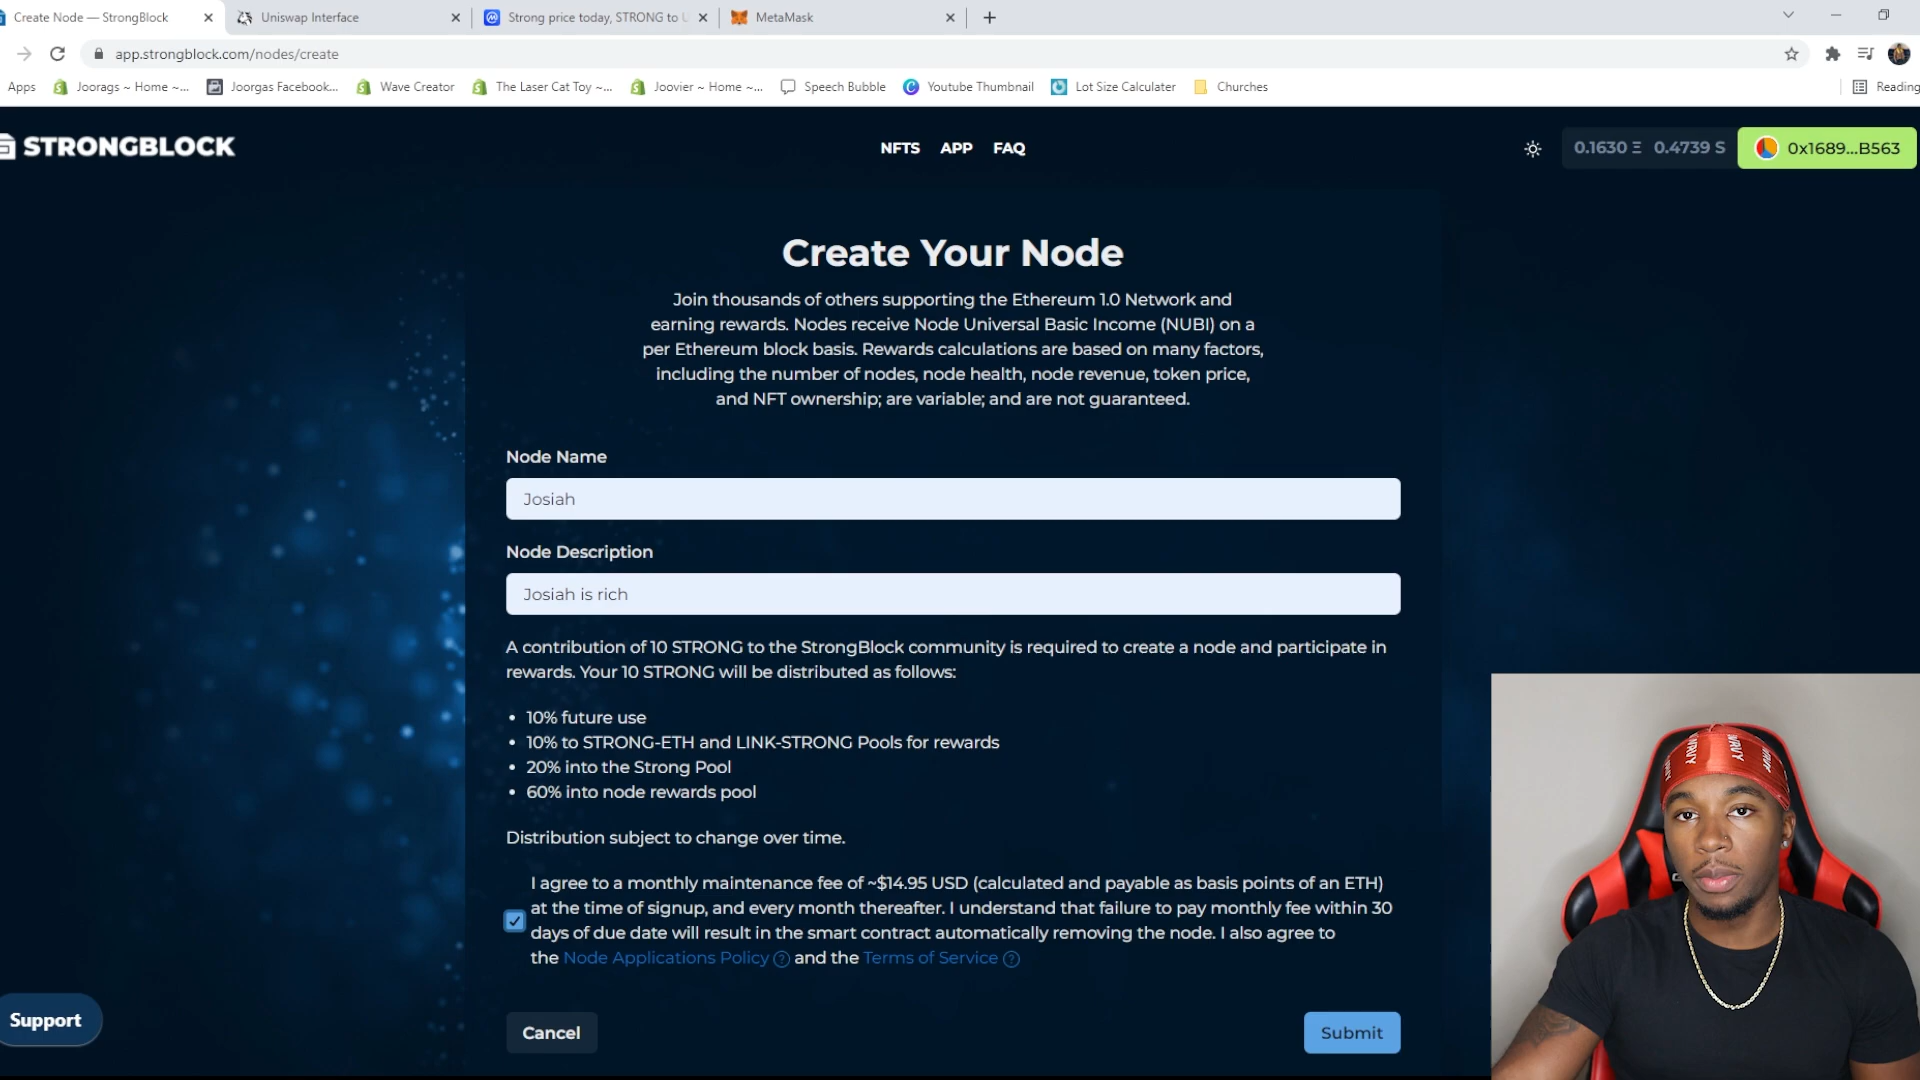 Create Node — StrongBlock
Uniswap Interface
Strong price today, STRONG to U
MetaMask
app.strongblock.com/nodes/create
Apps
Joorags ~ Home ~...
Joorgas Facebook...
Wave Creator
The Laser Cat Toy ~...
Joovier ~ Home ~...
Speech Bubble
Youtube Thumbnail
Lot Size Calculater
Churches
Reading
STRONGBLOCK
NFTS APP FAQ
0.1630 Ξ 0.4739 S
0x1689...B563
Create Your Node
Join thousands of others supporting the Ethereum 1.0 Network and
earning rewards. Nodes receive Node Universal Basic Income (NUBI) on a
per Ethereum block basis. Rewards calculations are based on many factors,
including the number of nodes, node health, node revenue, token price,
and NFT ownership; are variable; and are not guaranteed.
Node Name
Josiah
Node Description
Josiah is rich
A contribution of 10 STRONG to the StrongBlock community is required to create a node and participate in
rewards. Your 10 STRONG will be distributed as follows:
• 10% future use
• 10% to STRONG-ETH and LINK-STRONG Pools for rewards
• 20% into the Strong Pool
• 60% into node rewards pool
Distribution subject to change over time.
I agree to a monthly maintenance fee of ~$14.95 USD (calculated and payable as basis points of an ETH)
at the time of signup, and every month thereafter. I understand that failure to pay monthly fee within 30
days of due date will result in the smart contract automatically removing the node. I also agree to
the Node Applications Policy ? and the Terms of Service ?
Support
Cancel
Submit